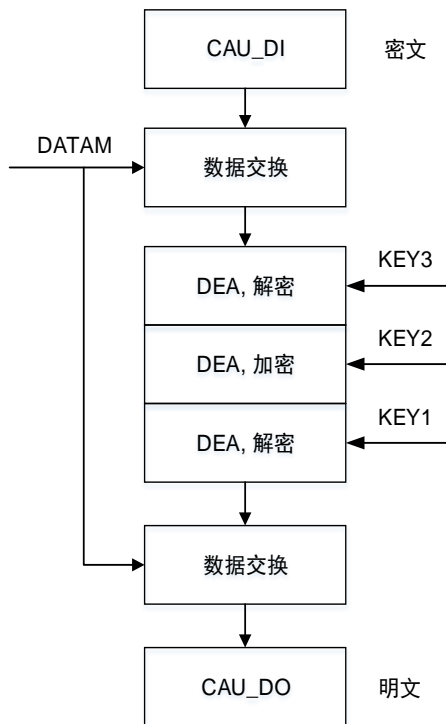 CAU_DI
密文
DATAM
数据交换
KEY3
DEA, 解密
KEY2
DEA, 加密
KEY1
DEA, 解密
数据交换
CAU_DO
明文